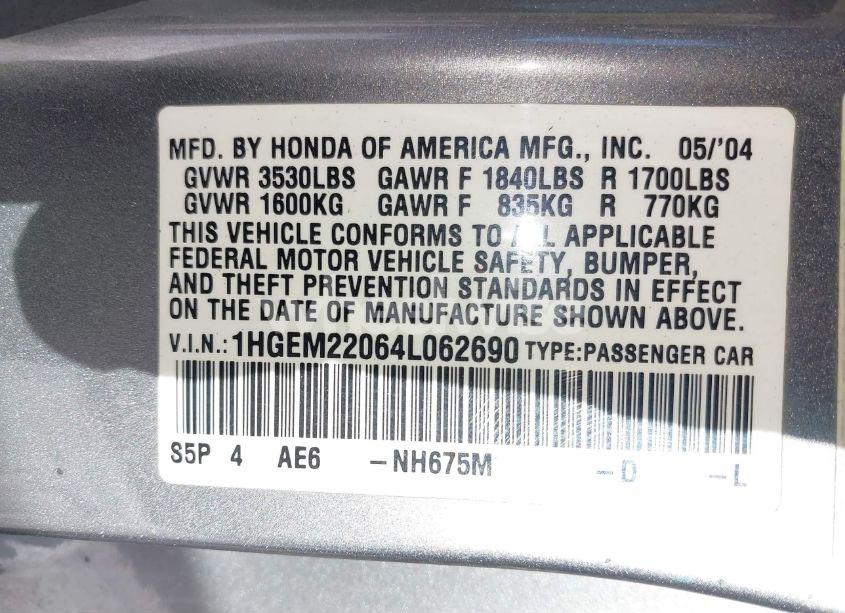 MFD. BY HONDA OF AMERICA MFG., INC. 05/'04
GVWR 3530LBS GAWR F 1840LBS R 1700LBS
GVWR 1600KG GAWR F 835KG R 770KG
THIS VEHICLE CONFORMS TO ALL APPLICABLE
FEDERAL MOTOR VEHICLE SAFETY, BUMPER,
AND THEFT PREVENTION STANDARDS IN EFFECT
ON THE DATE OF MANUFACTURE SHOWN ABOVE.
V.I.N.: 1HGEM22064L062690 TYPE:PASSENGER CAR
S5P 4 AE6 -NH675M -D -L